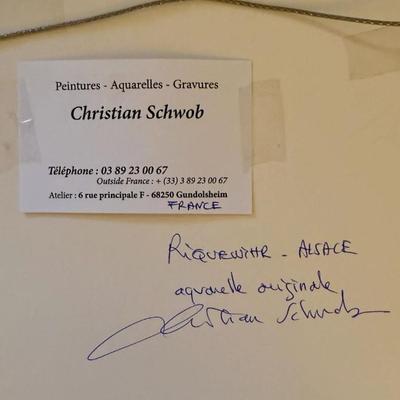 Peintures - Aquarelles - Gravures
Christian Schwob
Téléphone : 03 89 23 00 67
Outside France : + (33) 3 89 23 00 67
Atelier : 6 rue principale F - 68250 Gundolsheim
FRANCE
RIQUEWIHR - ALSACE
aquarelle originale
Christian Schwob